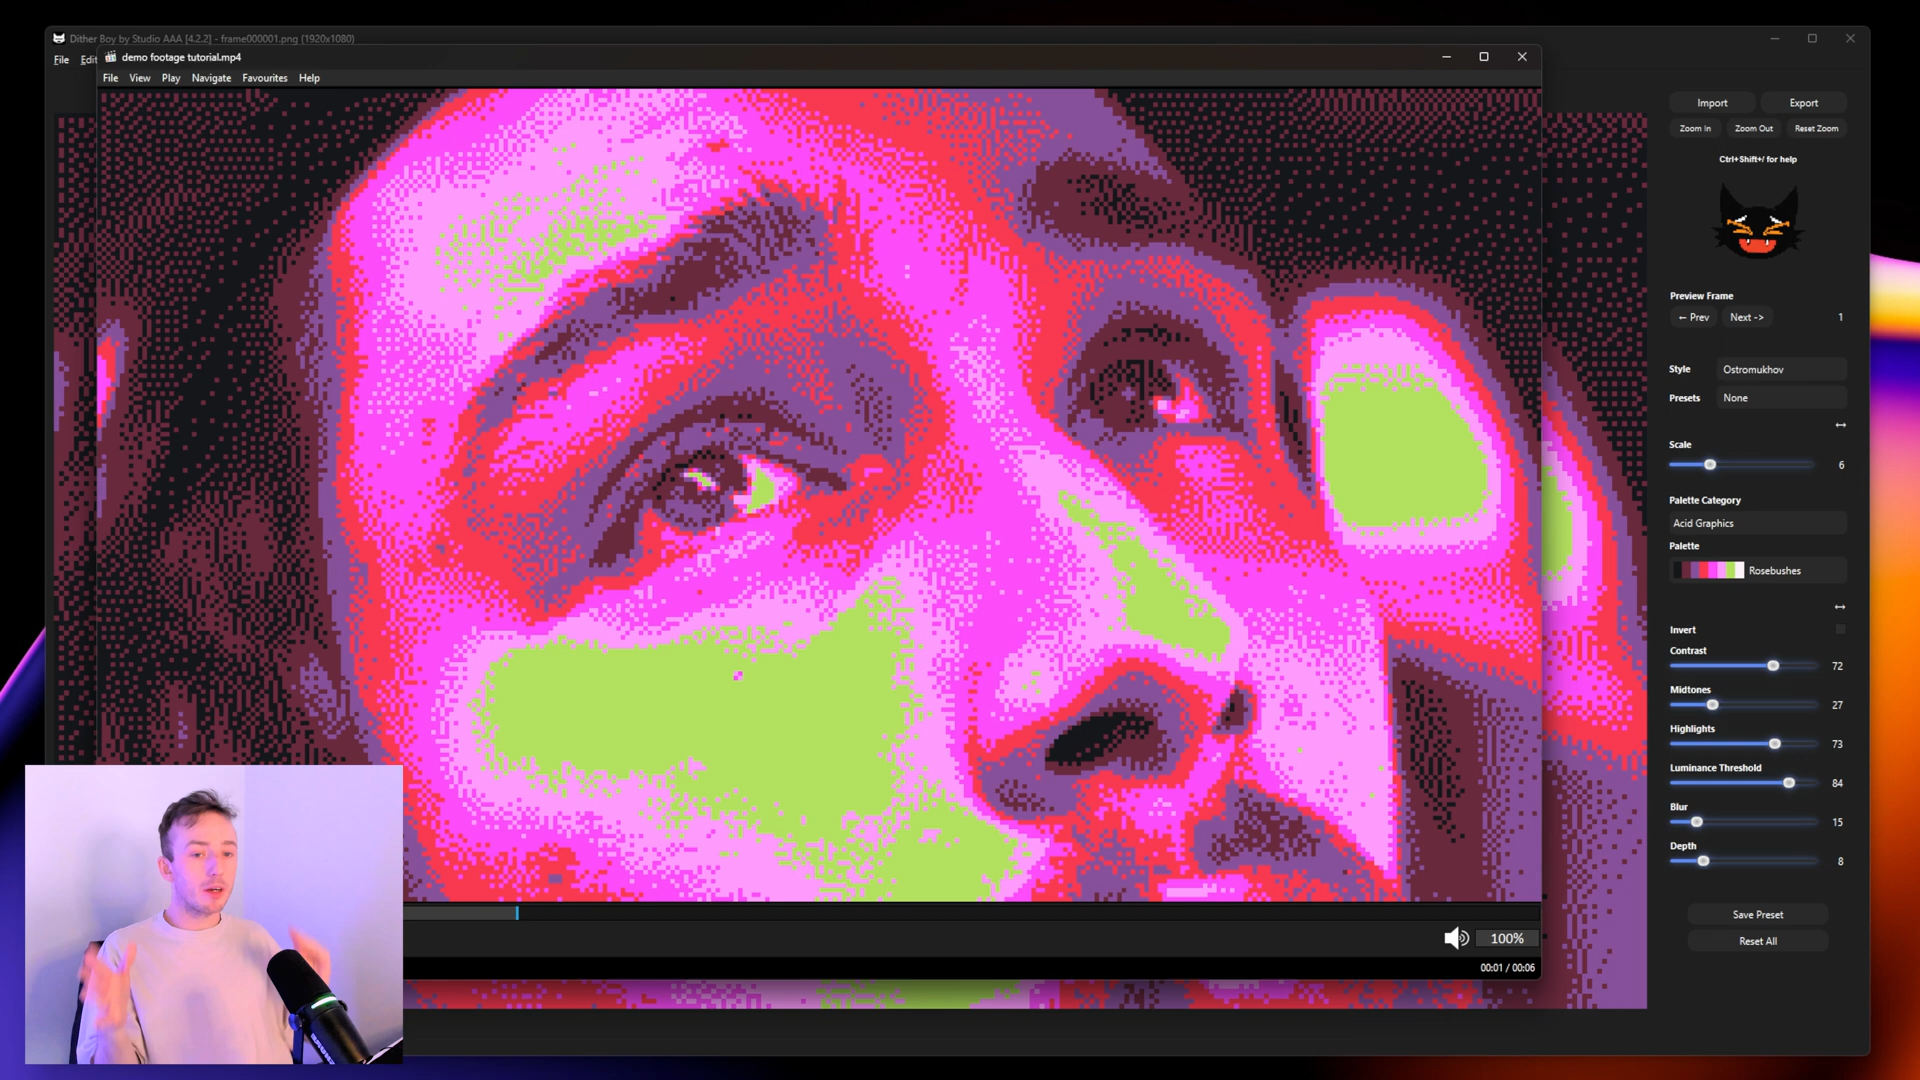 Dither Boy by Studio AAA [4.2.2] - frame000001.png (1920x1080)
File Edit
demo footage tutorial.mp4
File View Play Navigate Favourites Help
Import Export
Zoom In Zoom Out Reset Zoom
Ctrl+Shift+/ for help
Preview Frame
← Prev Next -> 1
Style Ostromukhov
Presets None
Scale
6
Palette Category
Acid Graphics
Palette
Rosebushes
Invert
Contrast
72
Midtones
27
Highlights
73
Luminance Threshold
84
Blur
15
Depth
8
Save Preset
Reset All
100%
00:01 / 00:06